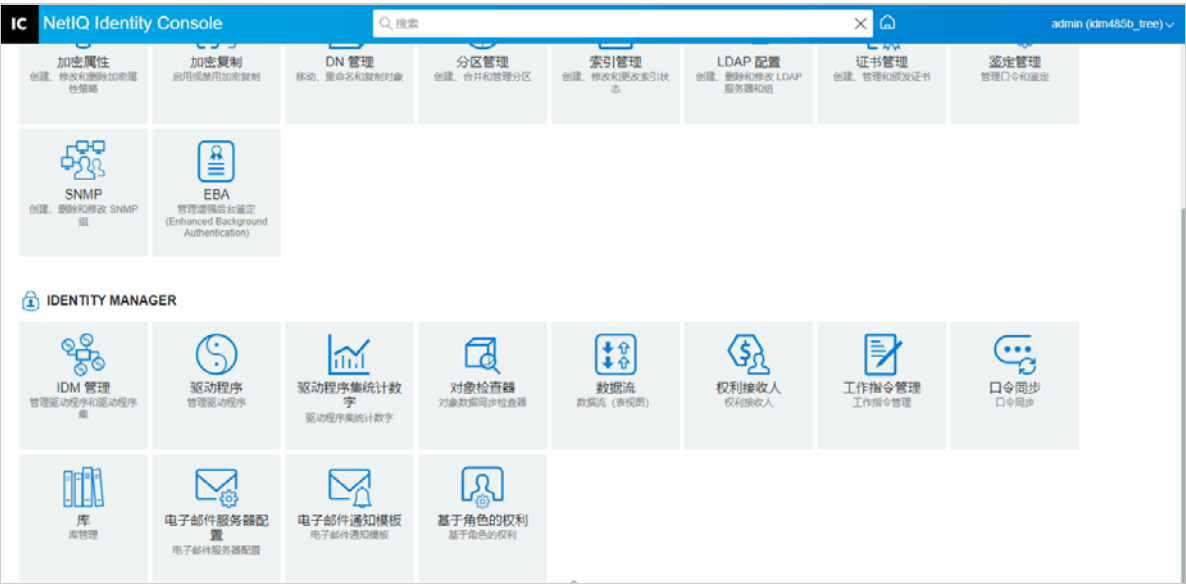 IC NetIQ Identity Console 搜索 admin (idm485b_tree)
加密属性 加密复制 DN 管理 分区管理 索引管理 LDAP 配置 证书管理 鉴定管理
创建、修改和删除加密属 启用或禁用加密复制 移动、重命名和复制对象 创建、合并和管理分区 创建、修改和更改索引状 创建、删除和修改 LDAP 创建、管理和颁发证书 管理口令和鉴定
性策略 态 服务器和组
SNMP EBA
创建、删除和修改 SNMP 管理增强后台鉴定
组 (Enhanced Background
Authentication)
IDENTITY MANAGER
IDM 管理 驱动程序 驱动程序集统计数 对象检查器 数据流 权利接收人 工作指令管理 口令同步
管理驱动程序和驱动程序 管理驱动程序 字 对象数据同步检查器 数据流（表视图） 权利接收人 工作指令管理 口令同步
集 驱动程序集统计数字
库 电子邮件服务器配 电子邮件通知模板 基于角色的权利
库管理 置 电子邮件通知模板 基于角色的权利
电子邮件服务器配置